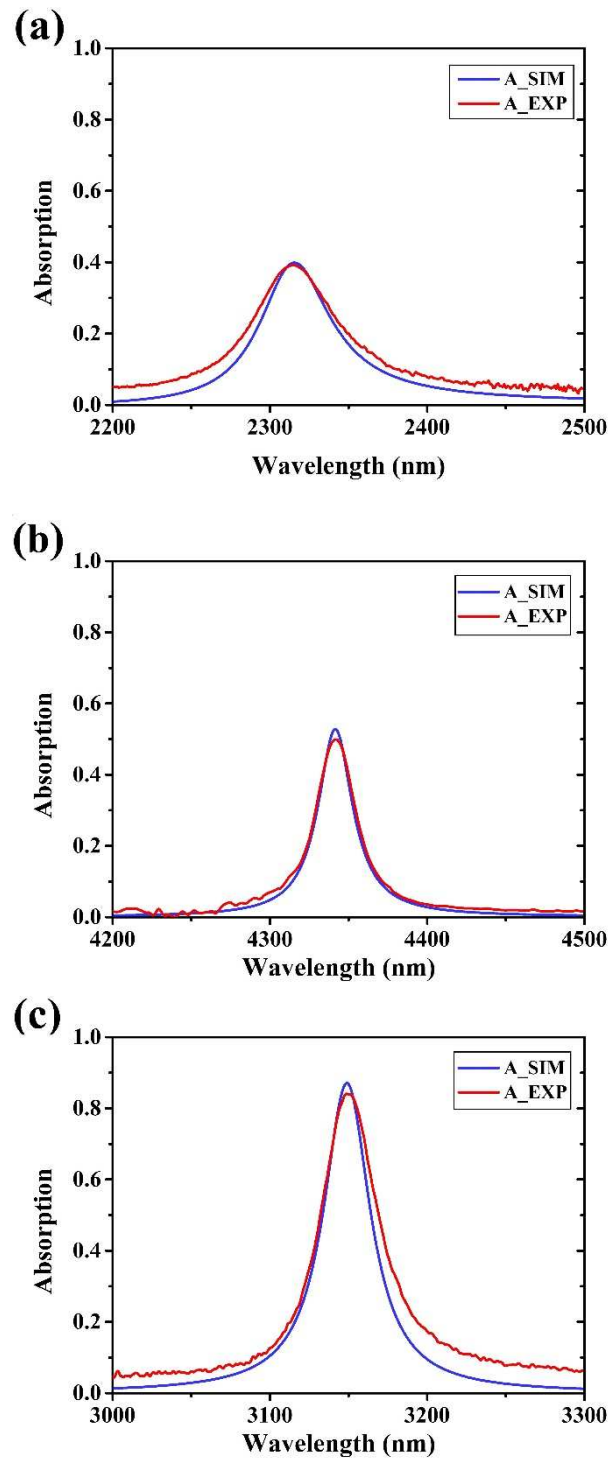 (a)
1.0
0.8
0.6
0.4
0.2
0.0
Absorption
A_SIM
A_EXP
2200 2300 2400 2500
Wavelength (nm)
(b)
1.0
0.8
0.6
0.4
0.2
0.0
Absorption
A_SIM
A_EXP
4200 4300 4400 4500
Wavelength (nm)
(c)
1.0
0.8
0.6
0.4
0.2
0.0
Absorption
A_SIM
A_EXP
3000 3100 3200 3300
Wavelength (nm)